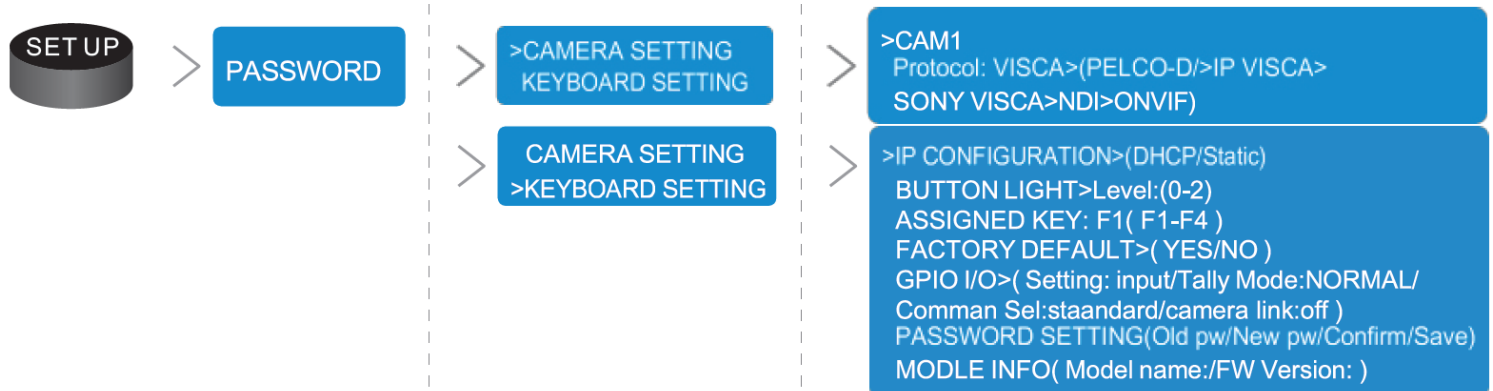 SET UP
PASSWORD
>CAMERA SETTING
KEYBOARD SETTING
>CAM1
Protocol: VISCA>(PELCO-D/>IP VISCA>
SONY VISCA>NDI>ONVIF)
CAMERA SETTING
>KEYBOARD SETTING
>IP CONFIGURATION>(DHCP/Static)
BUTTON LIGHT>Level:(0-2)
ASSIGNED KEY: F1( F1-F4 )
FACTORY DEFAULT>( YES/NO )
GPIO I/O>( Setting: input/Tally Mode:NORMAL/
Comman Sel:staandard/camera link:off )
PASSWORD SETTING(Old pw/New pw/Confirm/Save)
MODLE INFO( Model name:/FW Version: )